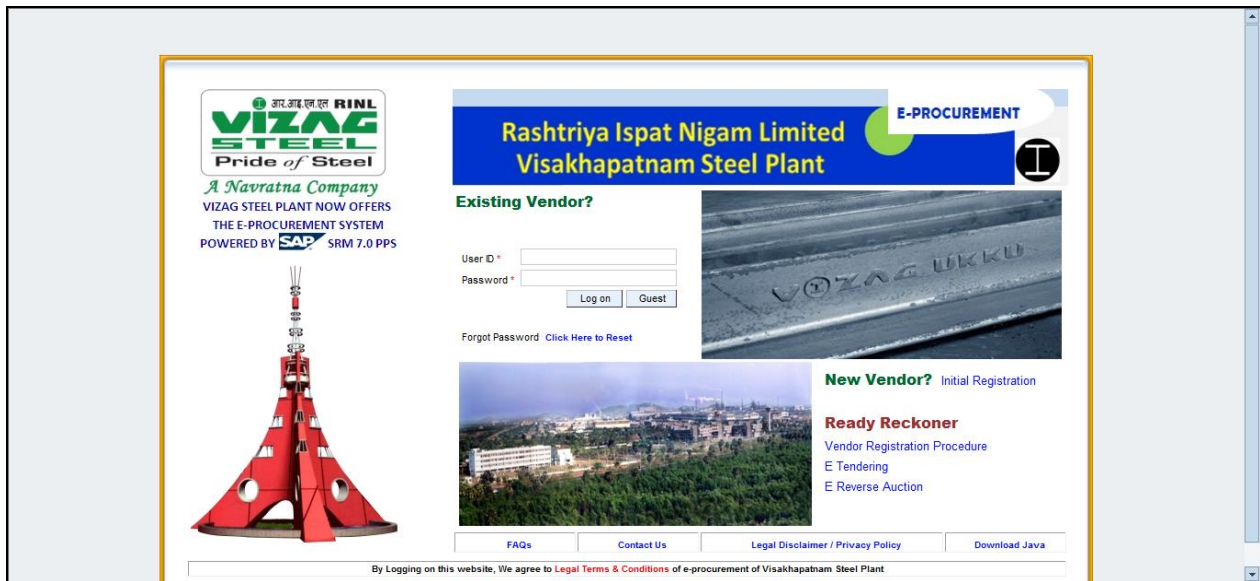 आर.आइ.एन.एल RINL
VIZAG
STEEL
Pride of Steel
A Navratna Company
VIZAG STEEL PLANT NOW OFFERS
THE E-PROCUREMENT SYSTEM
POWERED BY SAP SRM 7.0 PPS
E-PROCUREMENT
Rashtriya Ispat Nigam Limited
Visakhapatnam Steel Plant
Existing Vendor?
User ID *
Password *
Log on Guest
Forgot Password Click Here to Reset
VIZAG UKKU
New Vendor? Initial Registration
Ready Reckoner
Vendor Registration Procedure
E Tendering
E Reverse Auction
FAQs Contact Us Legal Disclaimer / Privacy Policy Download Java
By Logging on this website, We agree to Legal Terms & Conditions of e-procurement of Visakhapatnam Steel Plant